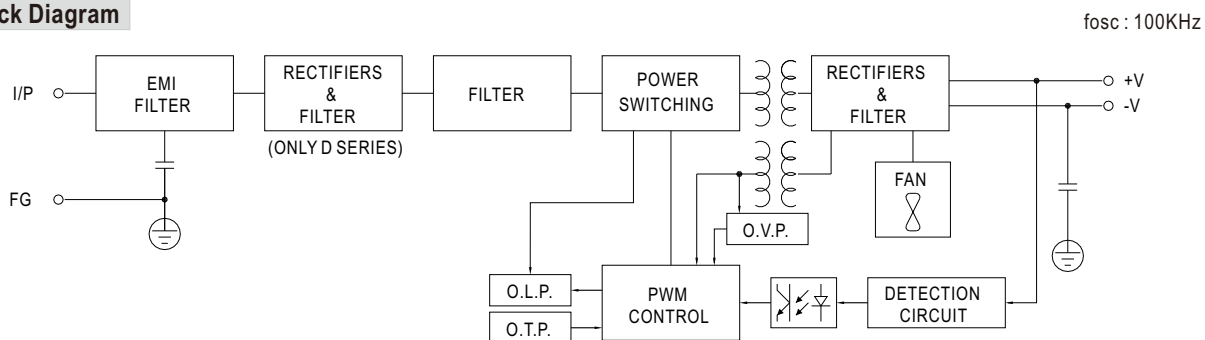 ck Diagram
fosc : 100KHz
I/P
EMI
FILTER
RECTIFIERS
&
FILTER
(ONLY D SERIES)
FILTER
POWER
SWITCHING
RECTIFIERS
&
FILTER
+V
-V
FG
FAN
O.V.P.
O.L.P.
O.T.P.
PWM
CONTROL
DETECTION
CIRCUIT